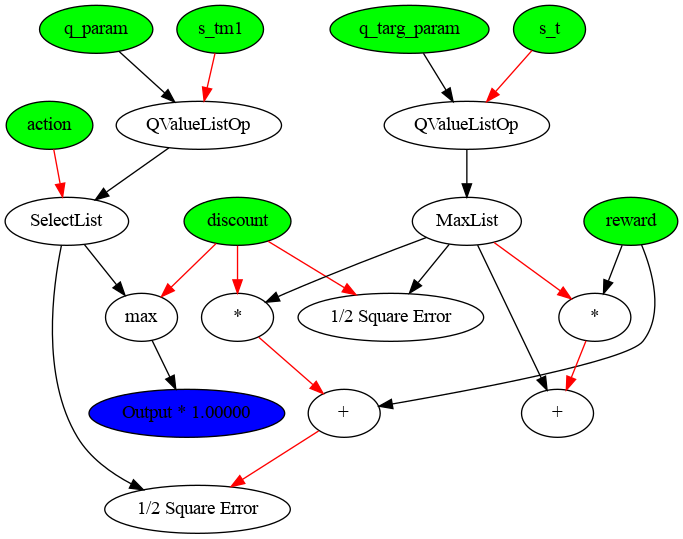 q_param
s_tm1
q_targ_param
s_t
action
QValueListOp
QValueListOp
SelectList
discount
MaxList
reward
max
*
1/2 Square Error
*
Output * 1.00000
+
+
1/2 Square Error